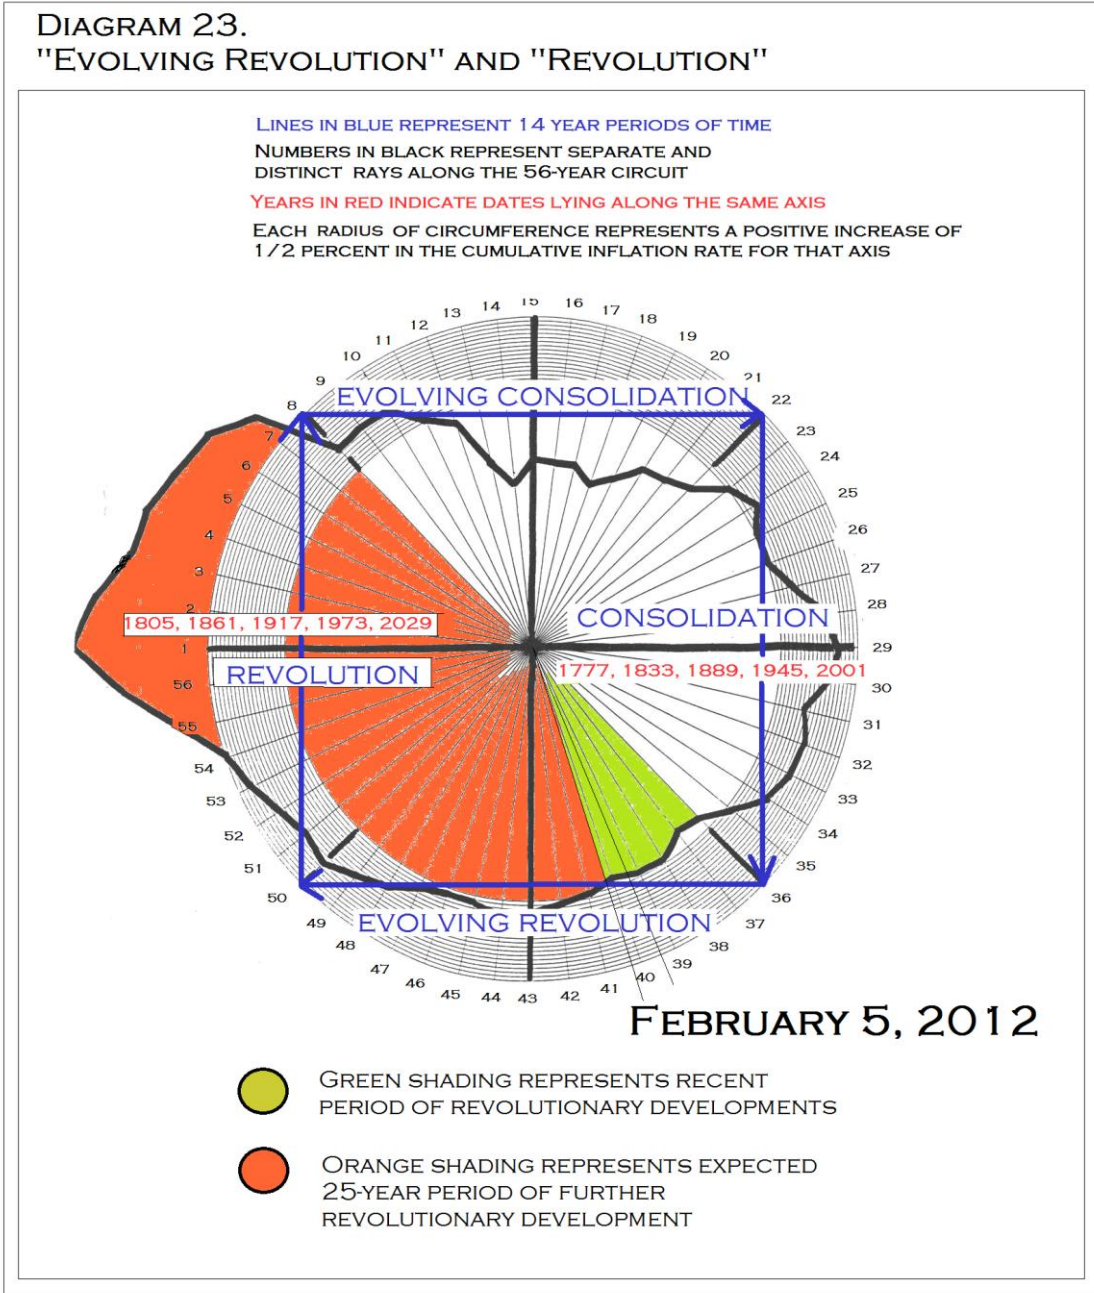 DIAGRAM 23.
"EVOLVING REVOLUTION" AND "REVOLUTION"
LINES IN BLUE REPRESENT 14 YEAR PERIODS OF TIME
NUMBERS IN BLACK REPRESENT SEPARATE AND
DISTINCT RAYS ALONG THE 56-YEAR CIRCUIT
YEARS IN RED INDICATE DATES LYING ALONG THE SAME AXIS
EACH RADIUS OF CIRCUMFERENCE REPRESENTS A POSITIVE INCREASE OF
1/2 PERCENT IN THE CUMULATIVE INFLATION RATE FOR THAT AXIS
15
14
16
13
17
12
18
11
19
10
20
9
21
8
22
EVOLVING CONSOLIDATION
7
23
6
24
5
25
4
26
3
27
2
28
1805, 1861, 1917, 1973, 2029
CONSOLIDATION
1
29
REVOLUTION
1777, 1833, 1889, 1945, 2001
56
30
55
31
54
32
53
33
52
34
51
35
50
36
49
37
EVOLVING REVOLUTION
48
38
47
39
46
40
45
41
44
42
43
FEBRUARY 5, 2012
GREEN SHADING REPRESENTS RECENT
PERIOD OF REVOLUTIONARY DEVELOPMENTS
ORANGE SHADING REPRESENTS EXPECTED
25-YEAR PERIOD OF FURTHER
REVOLUTIONARY DEVELOPMENT